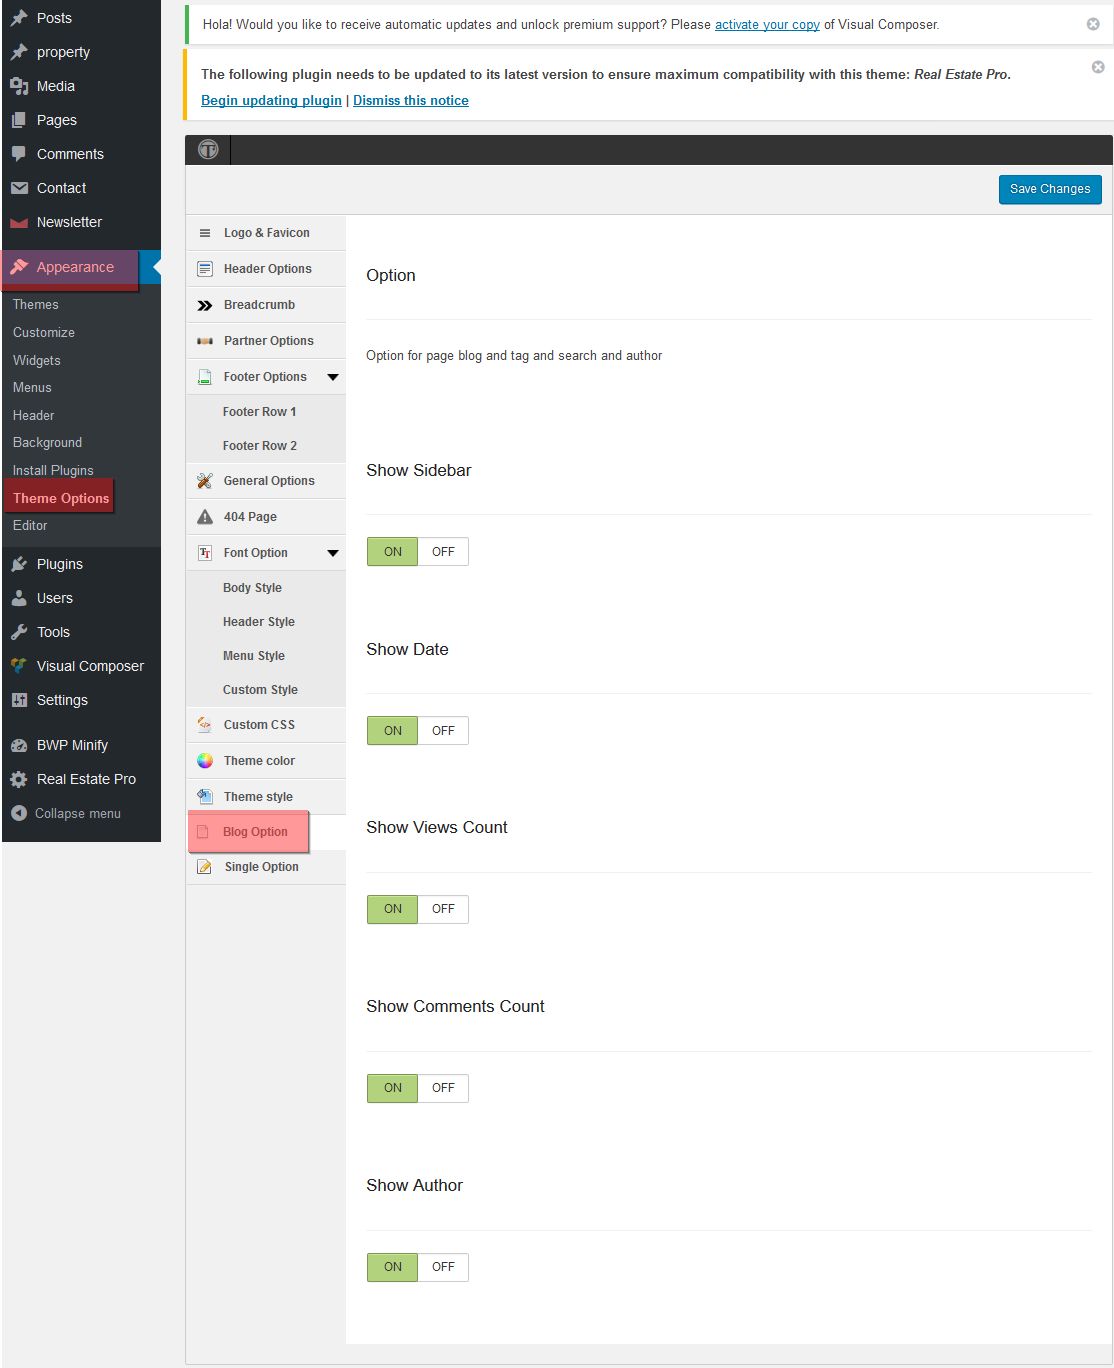 Posts
property
Media
Pages
Comments
Contact
Newsletter
Appearance
Themes
Customize
Widgets
Menus
Header
Background
Install Plugins
Theme Options
Editor
Plugins
Users
Tools
Visual Composer
Settings
BWP Minify
Real Estate Pro
Collapse menu
Hola! Would you like to receive automatic updates and unlock premium support? Please activate your copy of Visual Composer.
The following plugin needs to be updated to its latest version to ensure maximum compatibility with this theme: Real Estate Pro.
Begin updating plugin | Dismiss this notice
Save Changes
Logo & Favicon
Header Options
Breadcrumb
Partner Options
Footer Options
Footer Row 1
Footer Row 2
General Options
404 Page
Font Option
Body Style
Header Style
Menu Style
Custom Style
Custom CSS
Theme color
Theme style
Blog Option
Single Option
Option
Option for page blog and tag and search and author
Show Sidebar
ON OFF
Show Date
ON OFF
Show Views Count
ON OFF
Show Comments Count
ON OFF
Show Author
ON OFF